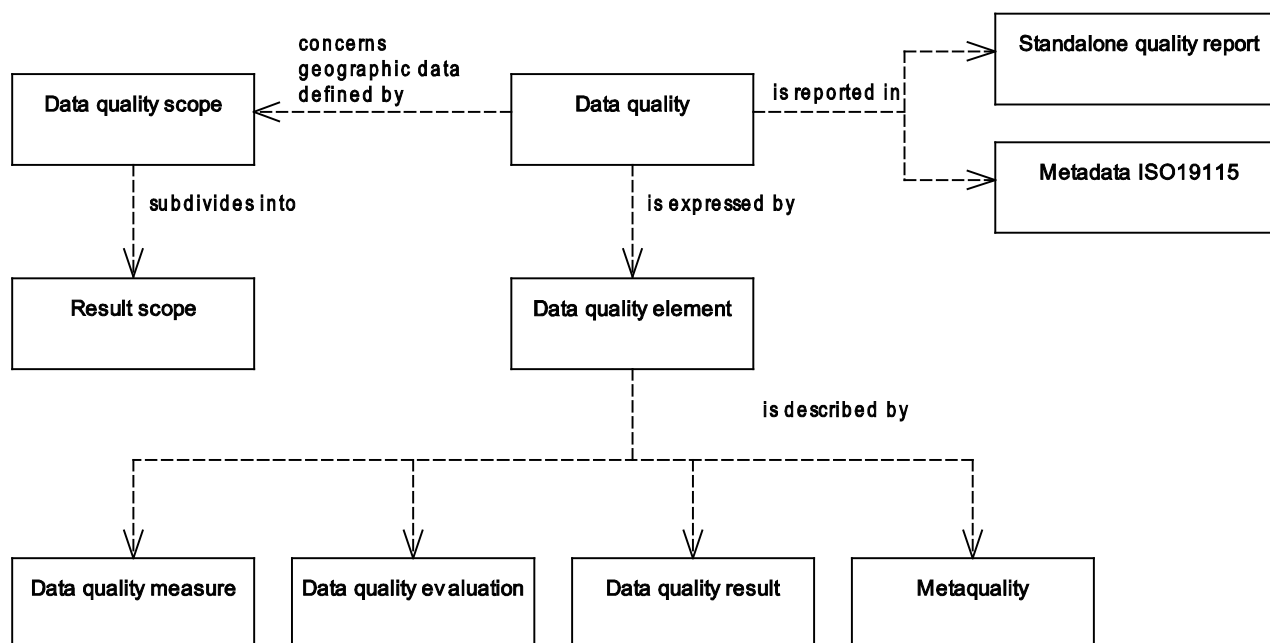 Standalone quality report
concerns
geographic data
defined by
Data quality scope
Data quality
is reported in
Metadata ISO19115
subdivides into
is expressed by
Result scope
Data quality element
is described by
Data quality measure
Data quality evaluation
Data quality result
Metaquality